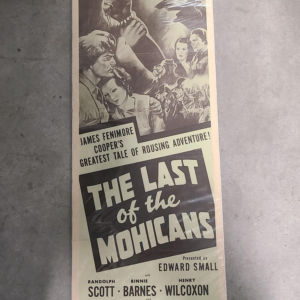 JAMES FENIMORE
COOPER'S
GREATEST TALE OF ROUSING ADVENTURE!
THE LAST
of the
MOHICANS
Presented by
EDWARD SMALL
with
RANDOLPH BINNIE HENRY
SCOTT · BARNES · WILCOXON